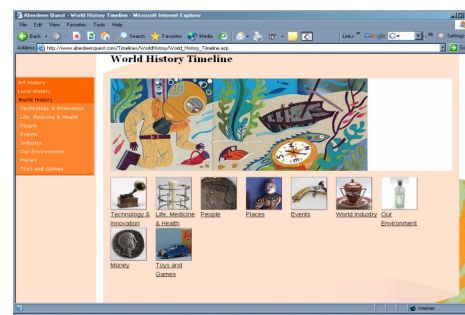 Aberdeen Quest - World History Timeline - Microsoft Internet Explorer
File Edit View Favorites Tools Help
Back Search Favorites Media Links Google G Settings
Address http://www.aberdeenquest.com/Timelines/WorldHistory/World_History_Timeline.asp Go
World History Timeline
Art History
Local History
World History
Technology & Innovation
Life, Medicine & Health
People
Events
Industry
Our Environment
Money
Toys and Games
Technology & Innovation
Life, Medicine & Health
People
Places
Events
World Industry
Our Environment
Money
Toys and Games
Internet